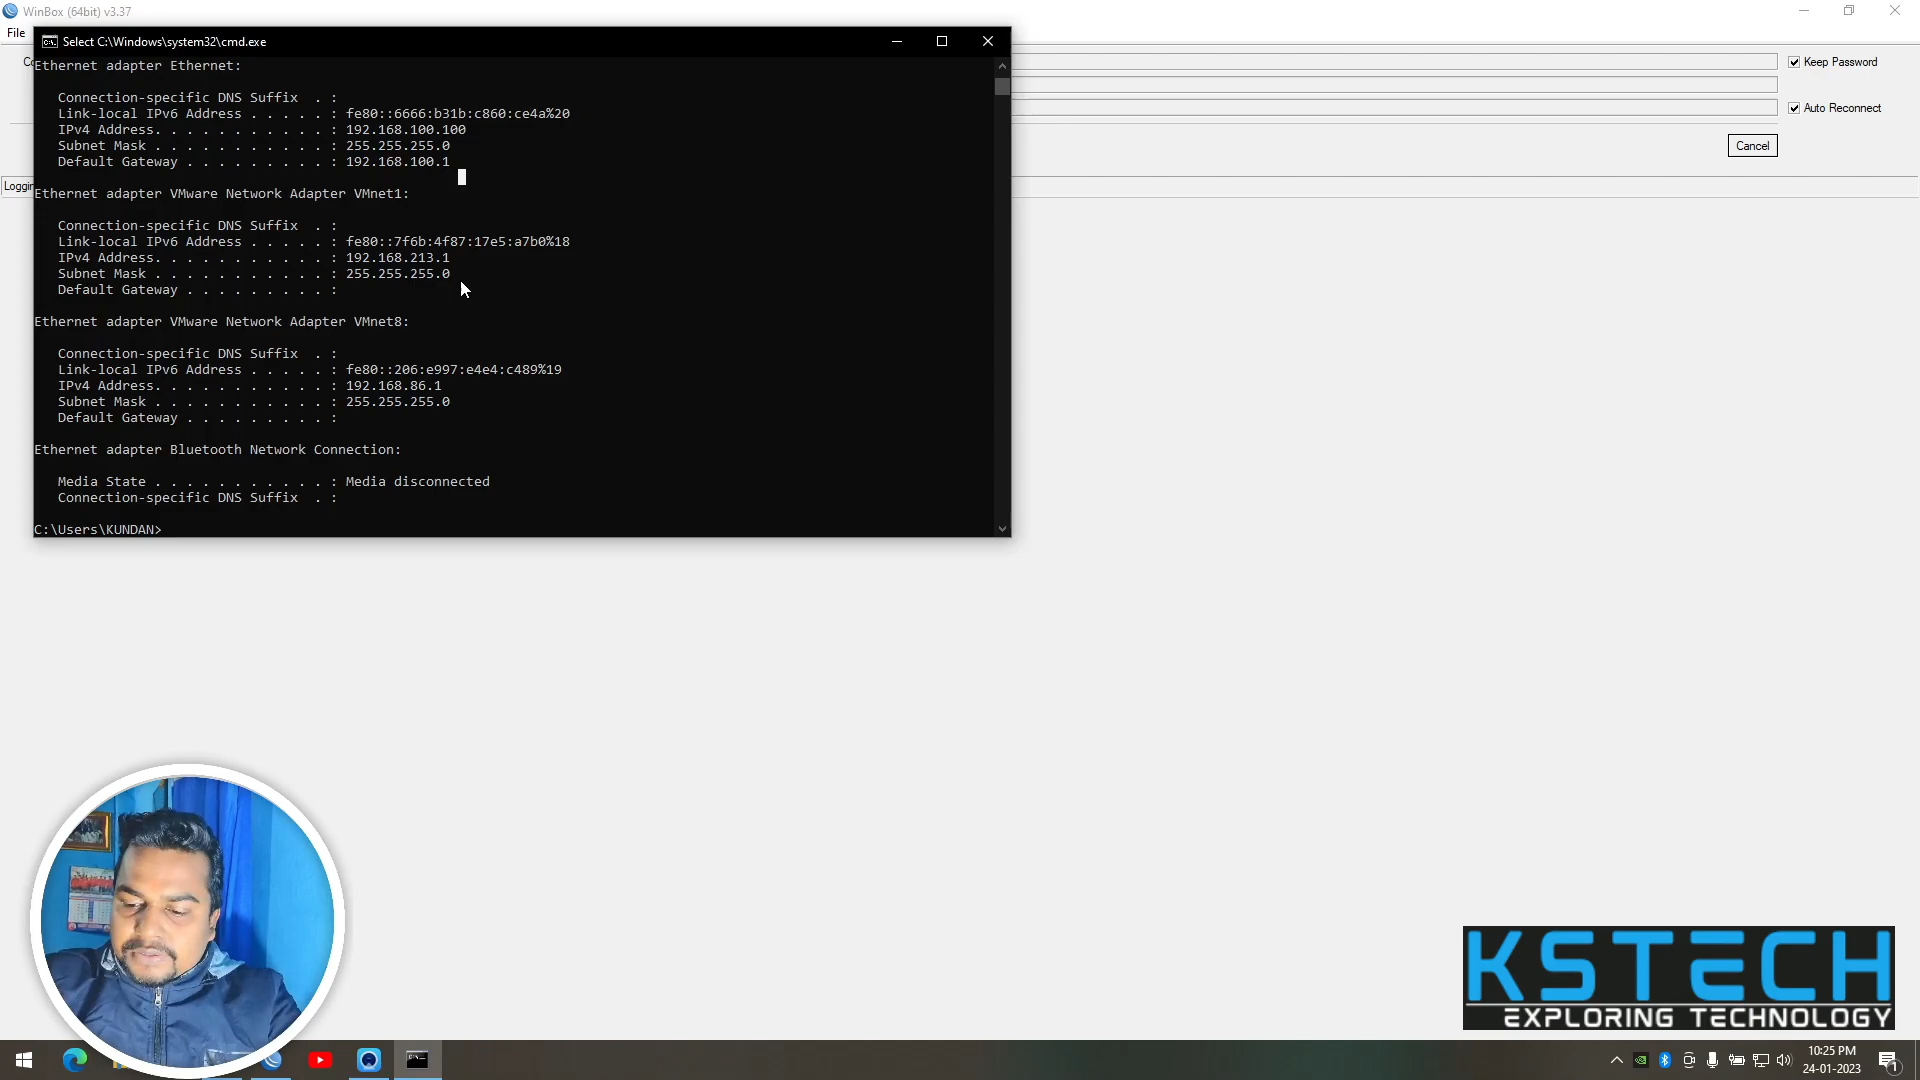 WinBox (64bit) v3.37
File
Select C:\Windows\system32\cmd.exe
Ethernet adapter Ethernet:
Connection-specific DNS Suffix  . :
Link-local IPv6 Address . . . . . : fe80::6666:b31b:c860:ce4a%20
IPv4 Address. . . . . . . . . . . : 192.168.100.100
Subnet Mask . . . . . . . . . . . : 255.255.255.0
Default Gateway . . . . . . . . . : 192.168.100.1
Ethernet adapter VMware Network Adapter VMnet1:
Connection-specific DNS Suffix  . :
Link-local IPv6 Address . . . . . : fe80::7f6b:4f87:17e5:a7b0%18
IPv4 Address. . . . . . . . . . . : 192.168.213.1
Subnet Mask . . . . . . . . . . . : 255.255.255.0
Default Gateway . . . . . . . . . :
Ethernet adapter VMware Network Adapter VMnet8:
Connection-specific DNS Suffix  . :
Link-local IPv6 Address . . . . . : fe80::206:e997:e4e4:c489%19
IPv4 Address. . . . . . . . . . . : 192.168.86.1
Subnet Mask . . . . . . . . . . . : 255.255.255.0
Default Gateway . . . . . . . . . :
Ethernet adapter Bluetooth Network Connection:
Media State . . . . . . . . . . . : Media disconnected
Connection-specific DNS Suffix  . :
C:\Users\KUNDAN>
Keep Password
Auto Reconnect
Cancel
KSTECH
EXPLORING TECHNOLOGY
10:25 PM
24-01-2023
1